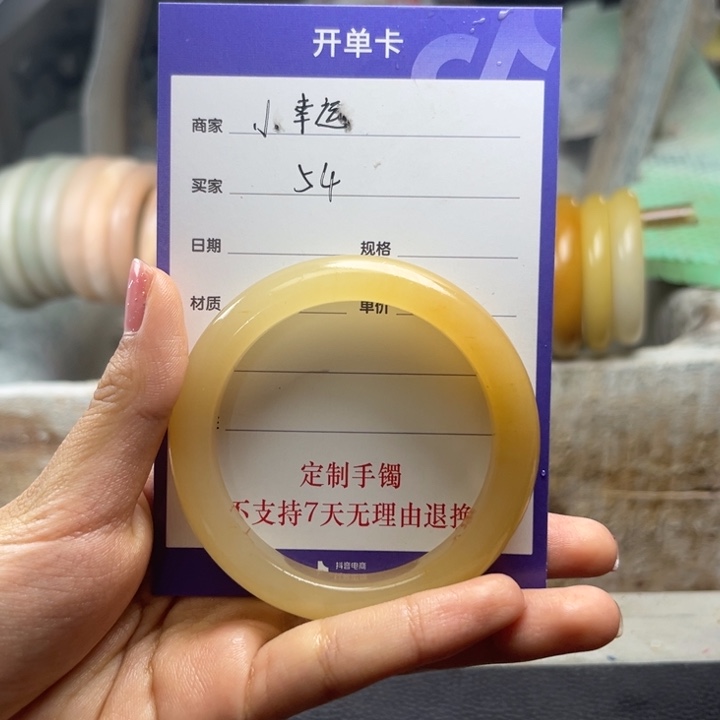 开单卡
商家 小幸运
买家 54
日期 规格
材质 单价
定制手镯
不支持7天无理由退换
抖音电商